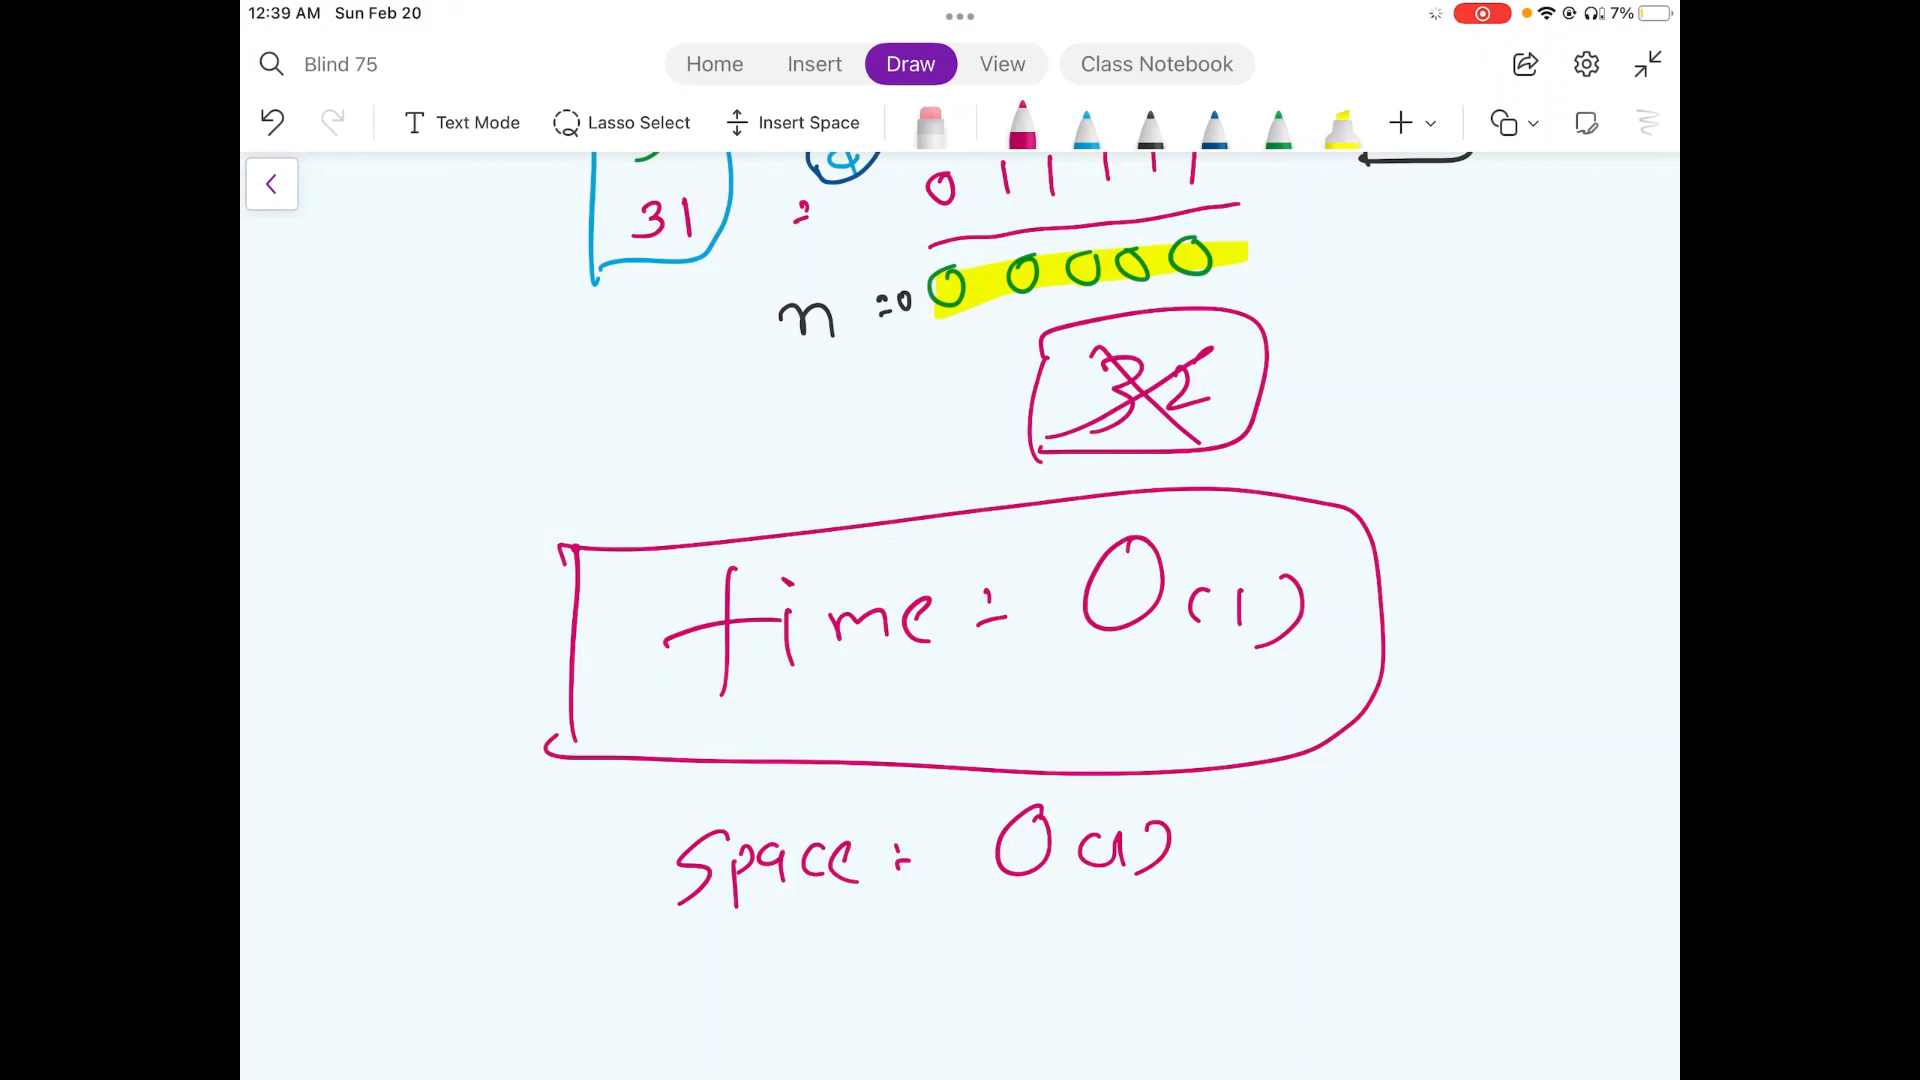 12:39 AM Sun Feb 20
7%
Blind 75
Home Insert Draw View Class Notebook
Text Mode Lasso Select Insert Space
0 1 1 1 1 1
31 =
0 0 0 0 0
n =0
32
time = O(1)
Space = O(1)